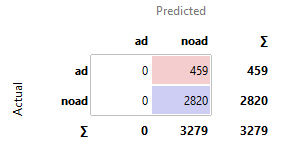 Predicted
ad noad ∑
Actual
ad 0 459 459
noad 0 2820 2820
∑ 0 3279 3279